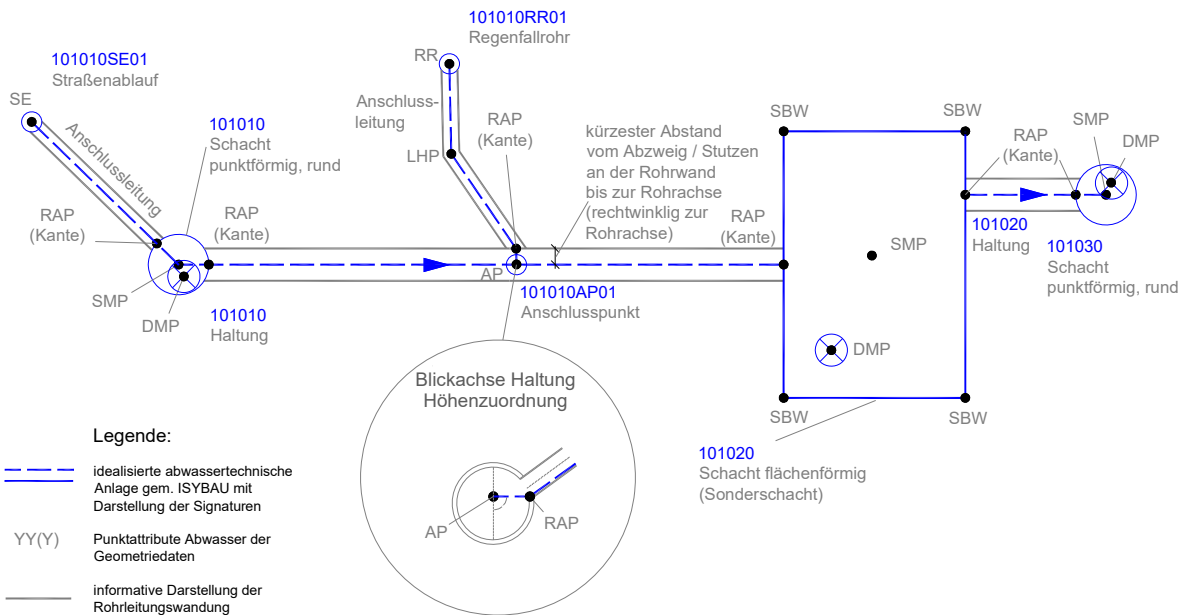 101010SE01
Straßenablauf
SE
Anschlussleitung
RAP
(Kante)
101010
Schacht
punktförmig, rund
RAP
(Kante)
SMP
DMP
101010
Haltung
101010RR01
Regenfallrohr
RR
Anschluss-
leitung
LHP
RAP
(Kante)
AP
101010AP01
Anschlusspunkt
kürzester Abstand
vom Abzweig / Stutzen
an der Rohrwand
bis zur Rohrachse
(rechtwinklig zur
Rohrachse)
RAP
(Kante)
SBW
SBW
SMP
DMP
SBW
SBW
101020
Schacht flächenförmig
(Sonderschacht)
RAP
(Kante)
SMP
DMP
101020
Haltung
101030
Schacht
punktförmig, rund
Blickachse Haltung
Höhenzuordnung
AP
RAP
Legende:
idealisierte abwassertechnische
Anlage gem. ISYBAU mit
Darstellung der Signaturen
YY(Y)
Punktattribute Abwasser der
Geometriedaten
informative Darstellung der
Rohrleitungswandung